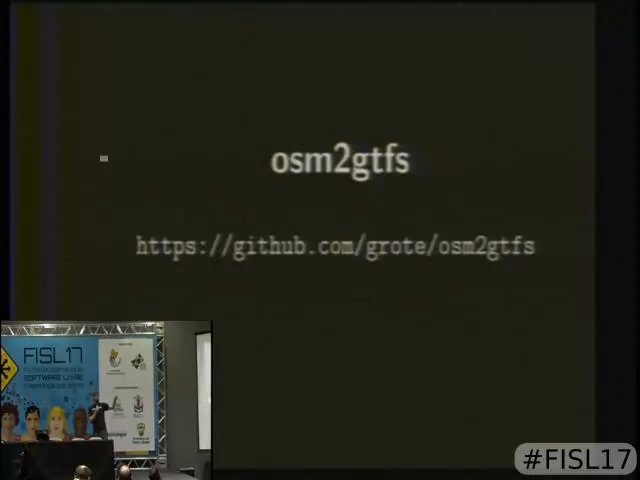 osm2gtfs
https://github.com/grote/osm2gtfs
FISL17
SOFTWARE LIVRE
#FISL17